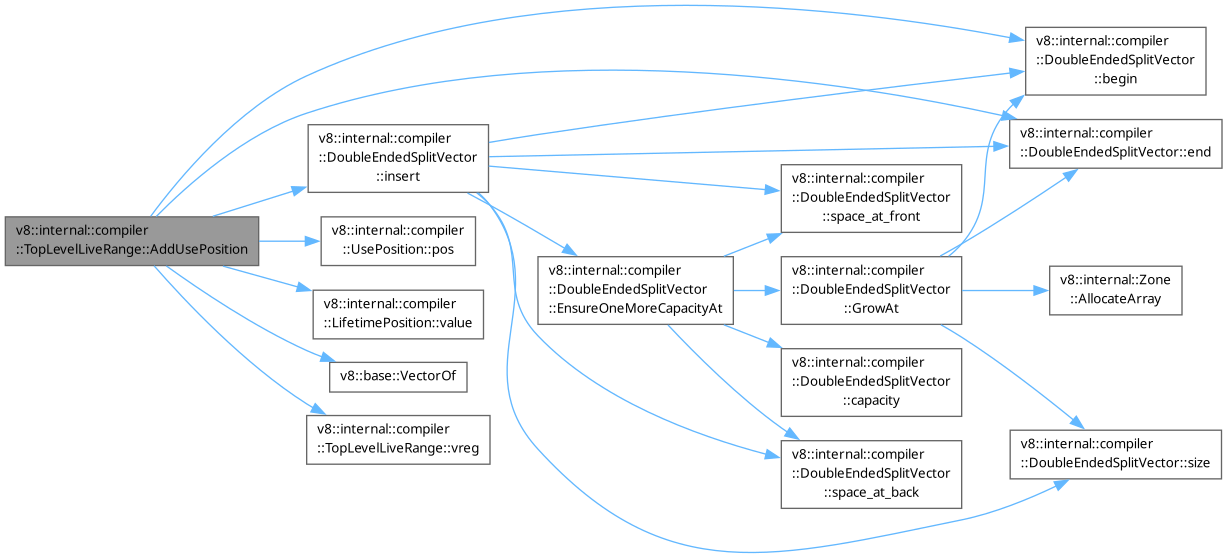 v8::internal::compiler
::TopLevelLiveRange::AddUsePosition
v8::internal::compiler
::DoubleEndedSplitVector
::insert
v8::internal::compiler
::UsePosition::pos
v8::internal::compiler
::LifetimePosition::value
v8::base::VectorOf
v8::internal::compiler
::TopLevelLiveRange::vreg
v8::internal::compiler
::DoubleEndedSplitVector
::EnsureOneMoreCapacityAt
v8::internal::compiler
::DoubleEndedSplitVector
::space_at_front
v8::internal::compiler
::DoubleEndedSplitVector
::GrowAt
v8::internal::compiler
::DoubleEndedSplitVector
::capacity
v8::internal::compiler
::DoubleEndedSplitVector
::space_at_back
v8::internal::compiler
::DoubleEndedSplitVector
::begin
v8::internal::compiler
::DoubleEndedSplitVector::end
v8::internal::Zone
::AllocateArray
v8::internal::compiler
::DoubleEndedSplitVector::size